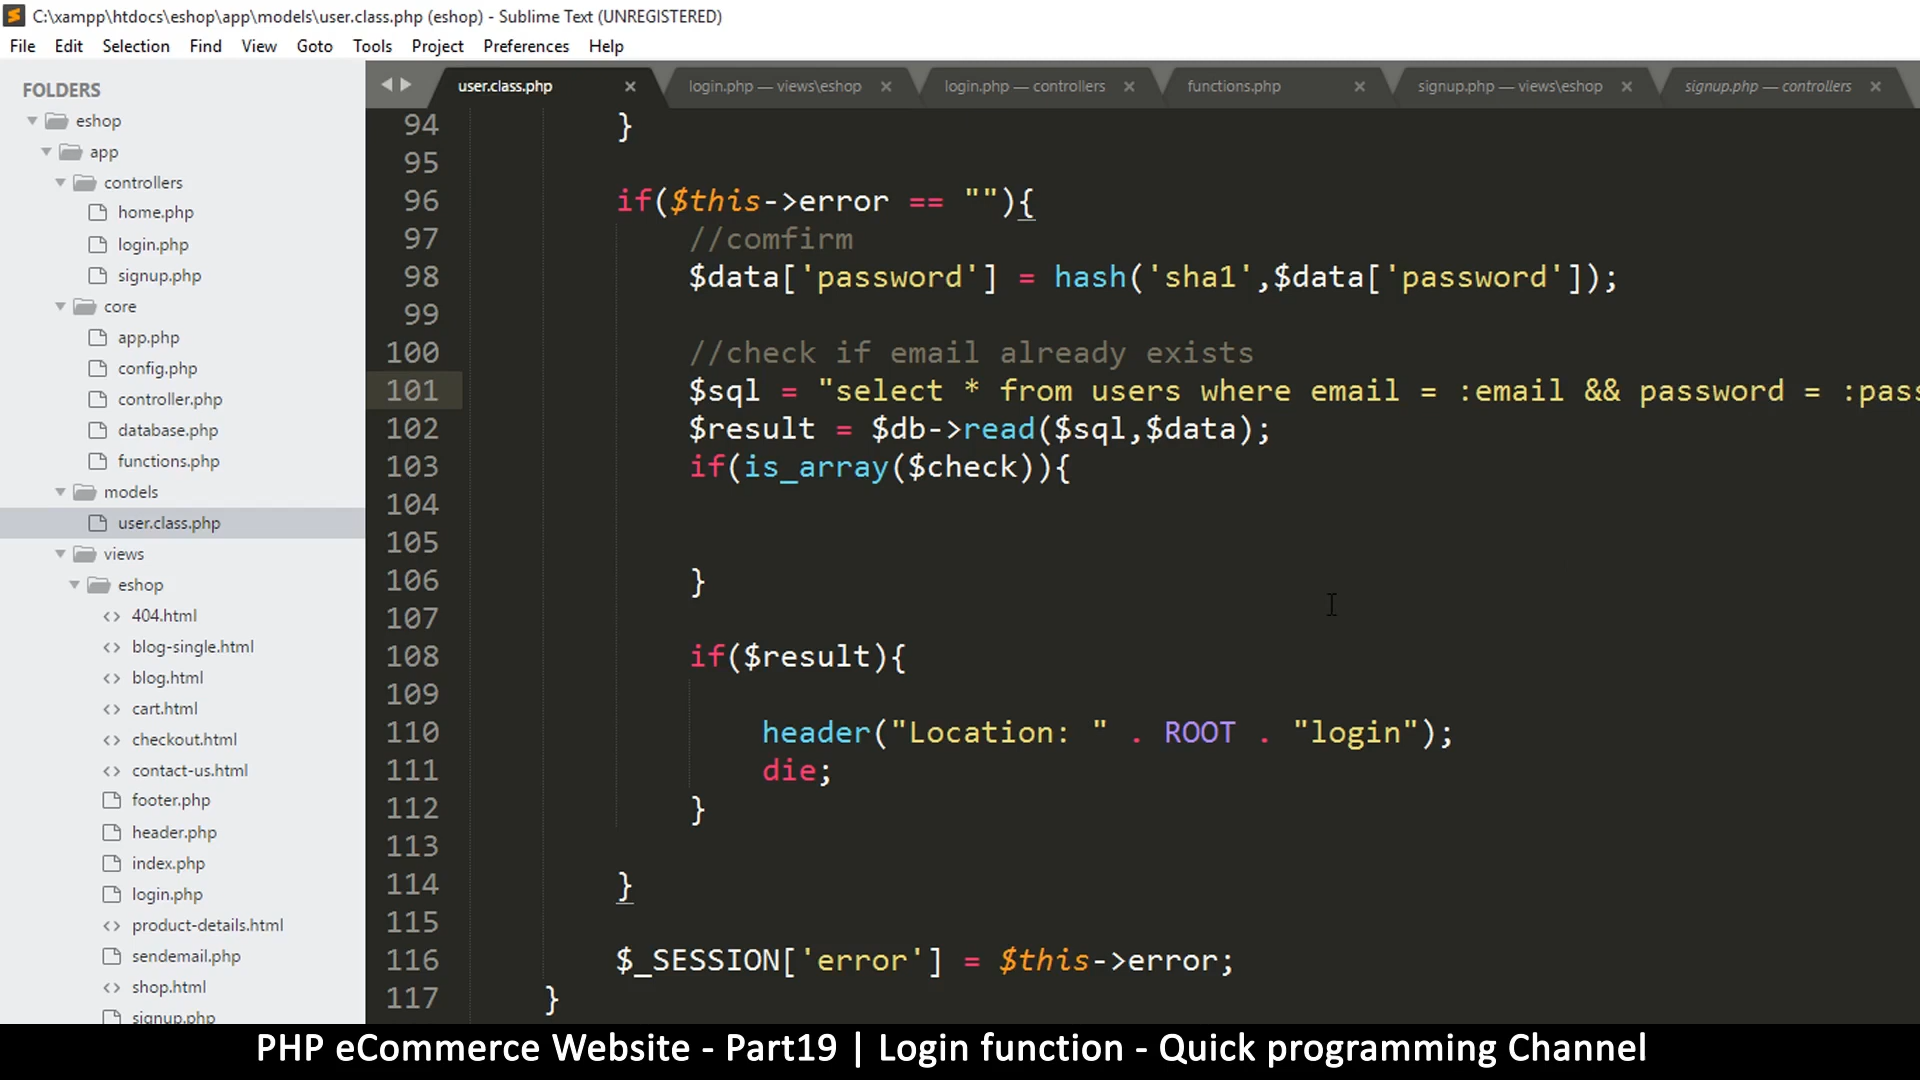 C:\xampp\htdocs\eshop\app\models\user.class.php (eshop) - Sublime Text (UNREGISTERED)
File Edit Selection Find View Goto Tools Project Preferences Help
FOLDERS
eshop
app
controllers
home.php
login.php
signup.php
core
app.php
config.php
controller.php
database.php
functions.php
models
user.class.php
views
eshop
404.html
blog-single.html
blog.html
cart.html
checkout.html
contact-us.html
footer.php
header.php
index.php
login.php
product-details.html
sendemail.php
shop.html
signup.php
user.class.php login.php — views\eshop login.php — controllers functions.php signup.php — views\eshop signup.php — controllers
94 }
95
96 if($this->error == ""){
97 //comfirm
98 $data['password'] = hash('sha1',$data['password']);
99
100 //check if email already exists
101 $sql = "select * from users where email = :email && password = :pass
102 $result = $db->read($sql,$data);
103 if(is_array($check)){
104
105
106 }
107
108 if($result){
109
110 header("Location: " . ROOT . "login");
111 die;
112 }
113
114 }
115
116 $_SESSION['error'] = $this->error;
117 }
PHP eCommerce Website - Part19 | Login function - Quick programming Channel